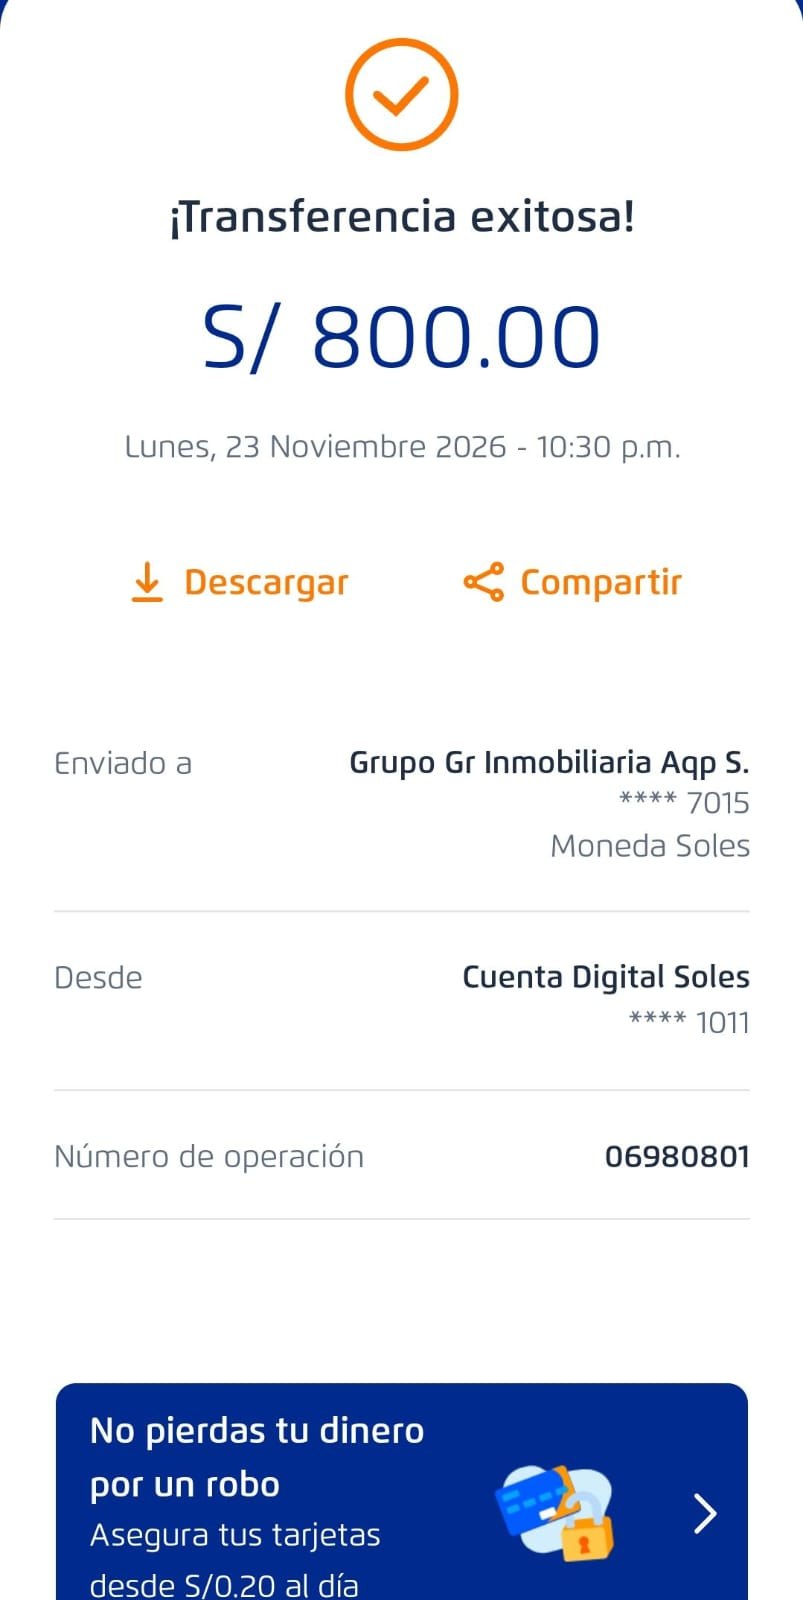 ¡Transferencia exitosa!
S/ 800.00
Lunes, 23 Noviembre 2026 - 10:30 p.m.
Descargar
Compartir
Enviado a
Grupo Gr Inmobiliaria Aqp S.
**** 7015
Moneda Soles
Desde
Cuenta Digital Soles
**** 1011
Número de operación
06980801
No pierdas tu dinero
por un robo
Asegura tus tarjetas
desde S/0.20 al día